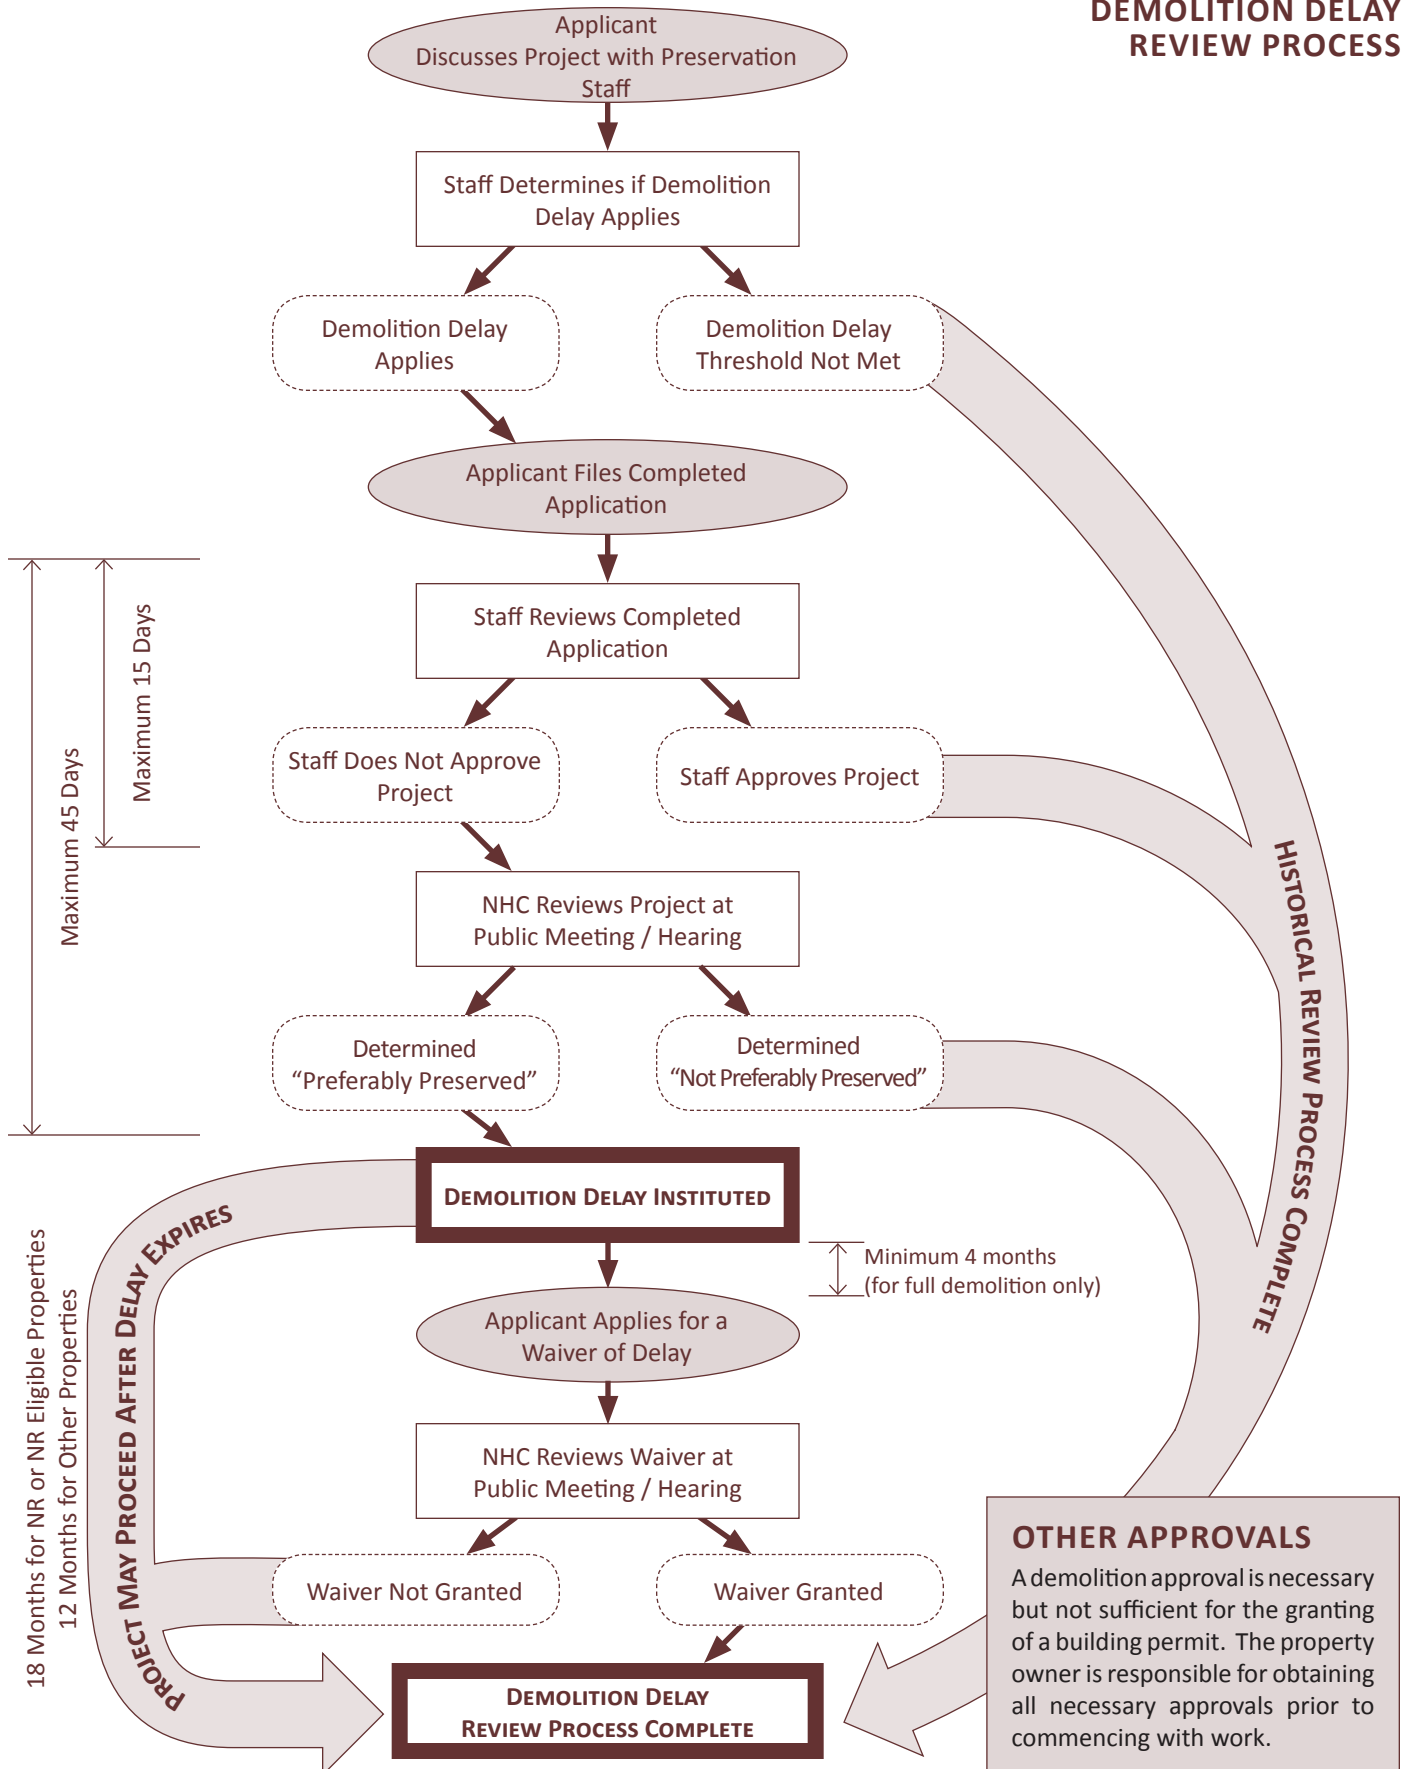 DEMOLITION DELAY
REVIEW PROCESS
Applicant
Discusses Project with Preservation
Staff
Staff Determines if Demolition
Delay Applies
Demolition Delay
Applies
Demolition Delay
Threshold Not Met
Applicant Files Completed
Application
Maximum 45 Days
Maximum 15 Days
Staff Reviews Completed
Application
Staff Does Not Approve
Project
Staff Approves Project
NHC Reviews Project at
Public Meeting / Hearing
Determined
“Preferably Preserved”
Determined
“Not Preferably Preserved”
HISTORICAL REVIEW PROCESS COMPLETE
DEMOLITION DELAY INSTITUTED
Minimum 4 months
(for full demolition only)
18 Months for NR or NR Eligible Properties
12 Months for Other Properties
PROJECT MAY PROCEED AFTER DELAY EXPIRES
Applicant Applies for a
Waiver of Delay
NHC Reviews Waiver at
Public Meeting / Hearing
Waiver Not Granted
Waiver Granted
DEMOLITION DELAY
REVIEW PROCESS COMPLETE
OTHER APPROVALS
A demolition approval is necessary
but not sufficient for the granting
of a building permit. The property
owner is responsible for obtaining
all necessary approvals prior to
commencing with work.